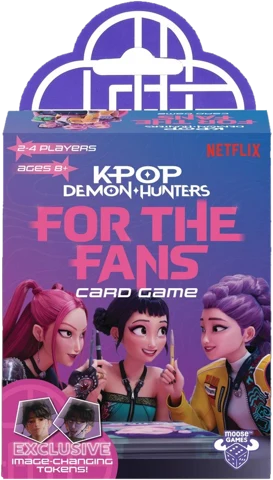 2-4 PLAYERS
AGES 8+
NETFLIX
KPOP
DEMON HUNTERS
FOR THE
FANS
CARD GAME
EXCLUSIVE
IMAGE-CHANGING
TOKENS!
moose
GAMES